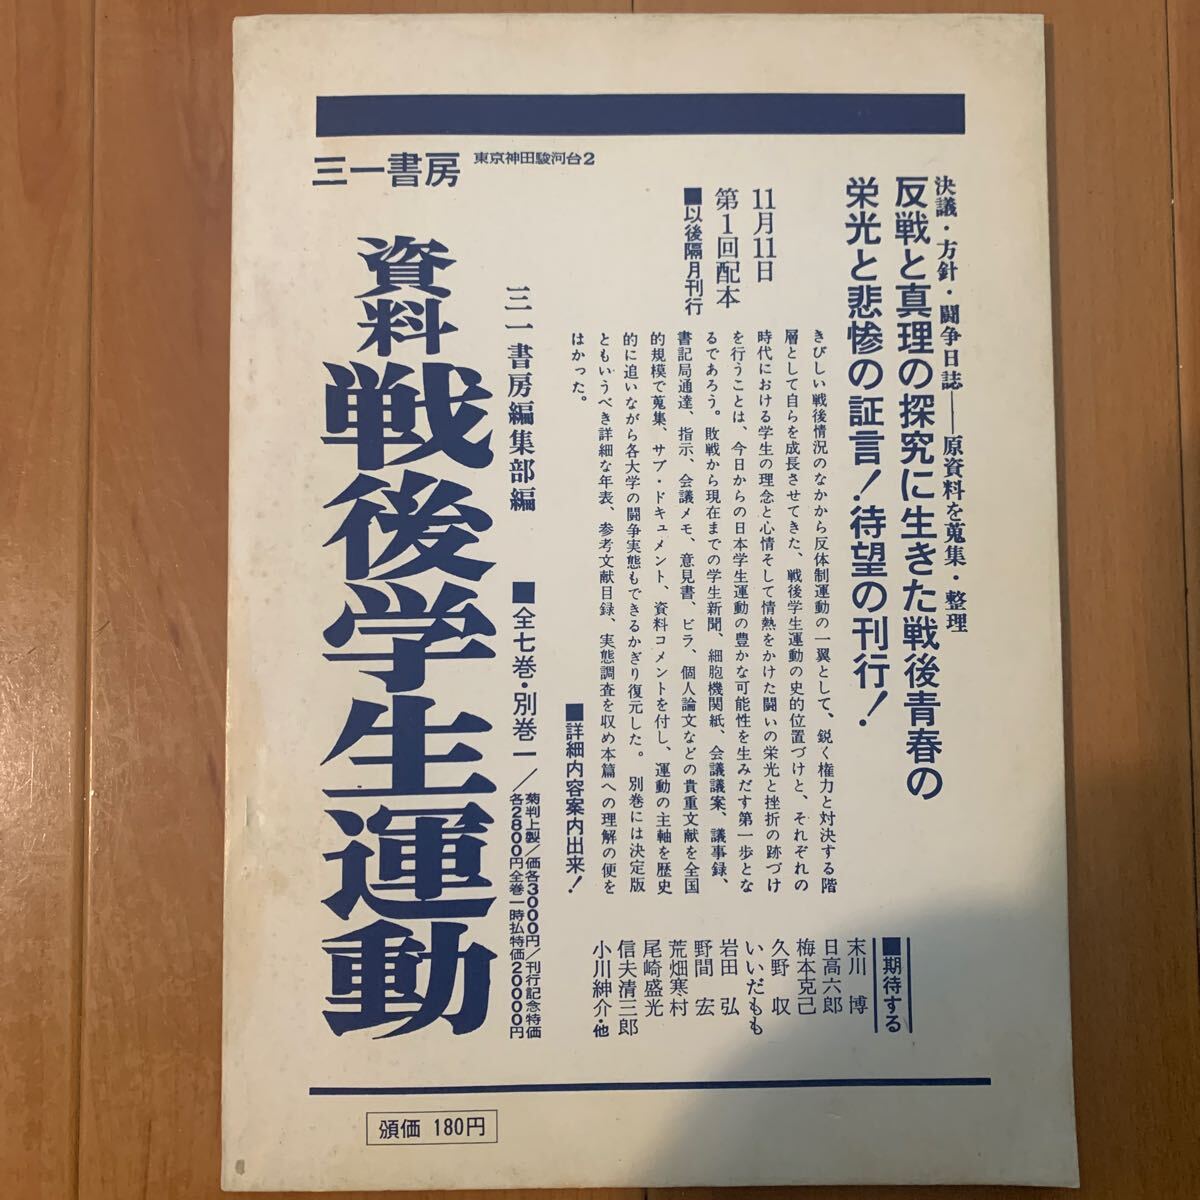 決議・方針・闘争日誌――原資料を蒐集・整理
反戦と真理の探究に生きた戦後青春の
栄光と悲惨の証言!待望の刊行!
11月11日
第1回配本
■以後隔月刊行
きびしい戦後情況のなかから反体制運動の一翼として、鋭く権力と対決する階
層として自らを成長させてきた、戦後学生運動の史的位置づけと、それぞれの
時代における学生の理念と心情そして情熱をかけた闘いの栄光と挫折の跡づけ
を行うことは、今日からの日本学生運動の豊かな可能性を生みだす第一歩とな
るであろう。敗戦から現在までの学生新聞、細胞機関紙、会議議案、議事録、
書記局通達、指示、会議メモ、意見書、ビラ、個人論文などの貴重文献を全国
的規模で蒐集、サブ・ドキュメント、資料コメントを付し、運動の主軸を歴史
的に追いながら各大学の闘争実態もできるかぎり復元した。別巻には決定版
ともいうべき詳細な年表、参考文献目録、実態調査を収め本篇への理解の便を
はかった。
■詳細内容案内出来!
■期待する
末川 博
日高六郎
梅本克己
久野 収
いいだもも
岩田 弘
野間 宏
荒畑寒村
尾崎盛光
信夫清三郎
小川紳介・他
三一書房編集部編
■全七巻・別巻一/菊判上製/価各3000円/刊行記念特価
各2800円全巻一時払特価20000円
資料
戦後学生運動
三一書房 東京神田駿河台2
頒価 180円